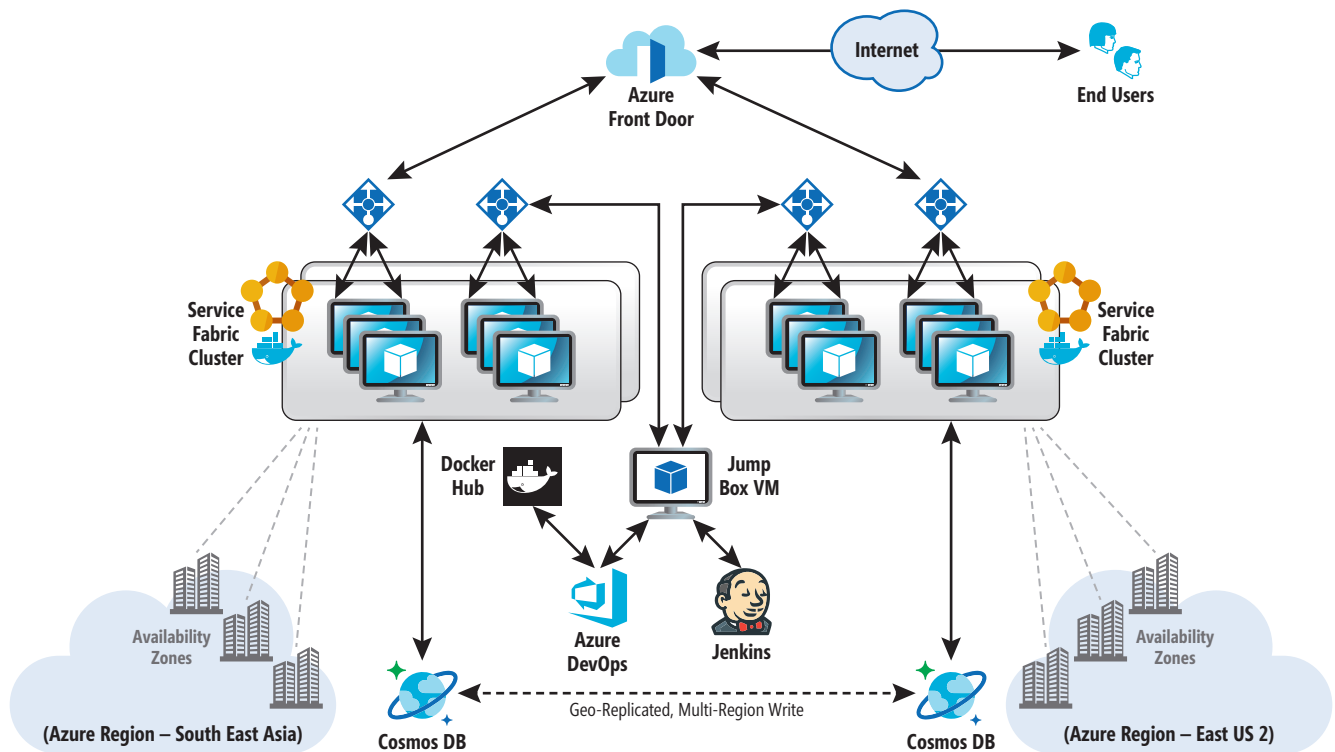 Internet
End Users
Azure
Front Door
Service
Fabric
Cluster
Service
Fabric
Cluster
Docker
Hub
Jump
Box VM
Availability
Zones
Azure
DevOps
Jenkins
Availability
Zones
Geo-Replicated, Multi-Region Write
(Azure Region – South East Asia)
Cosmos DB
Cosmos DB
(Azure Region – East US 2)